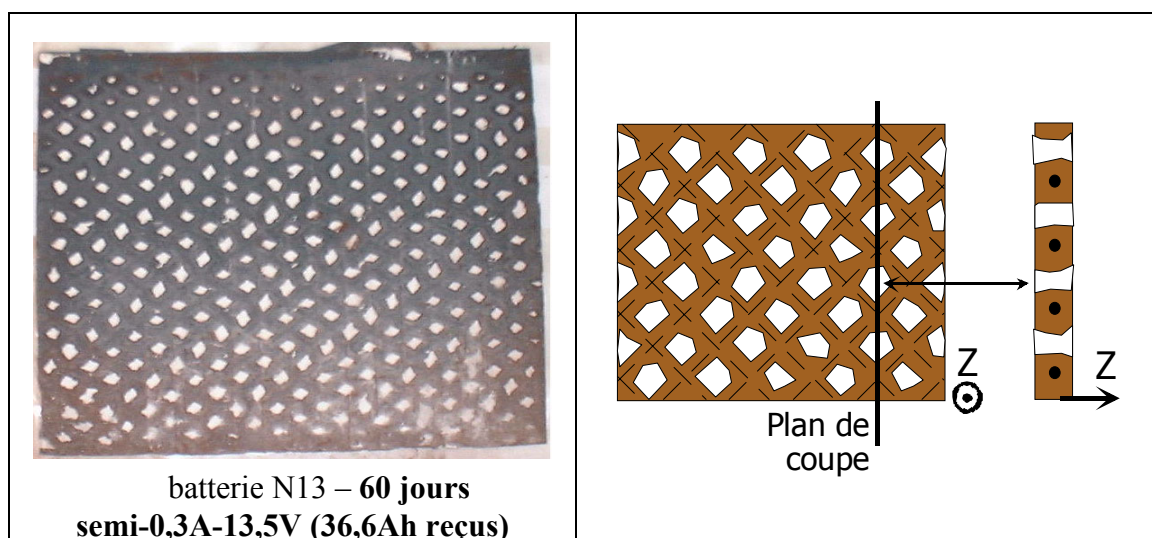 batterie N13 – 60 jours
semi-0,3A-13,5V (36,6Ah reçus)
Z
Z
Plan de
coupe